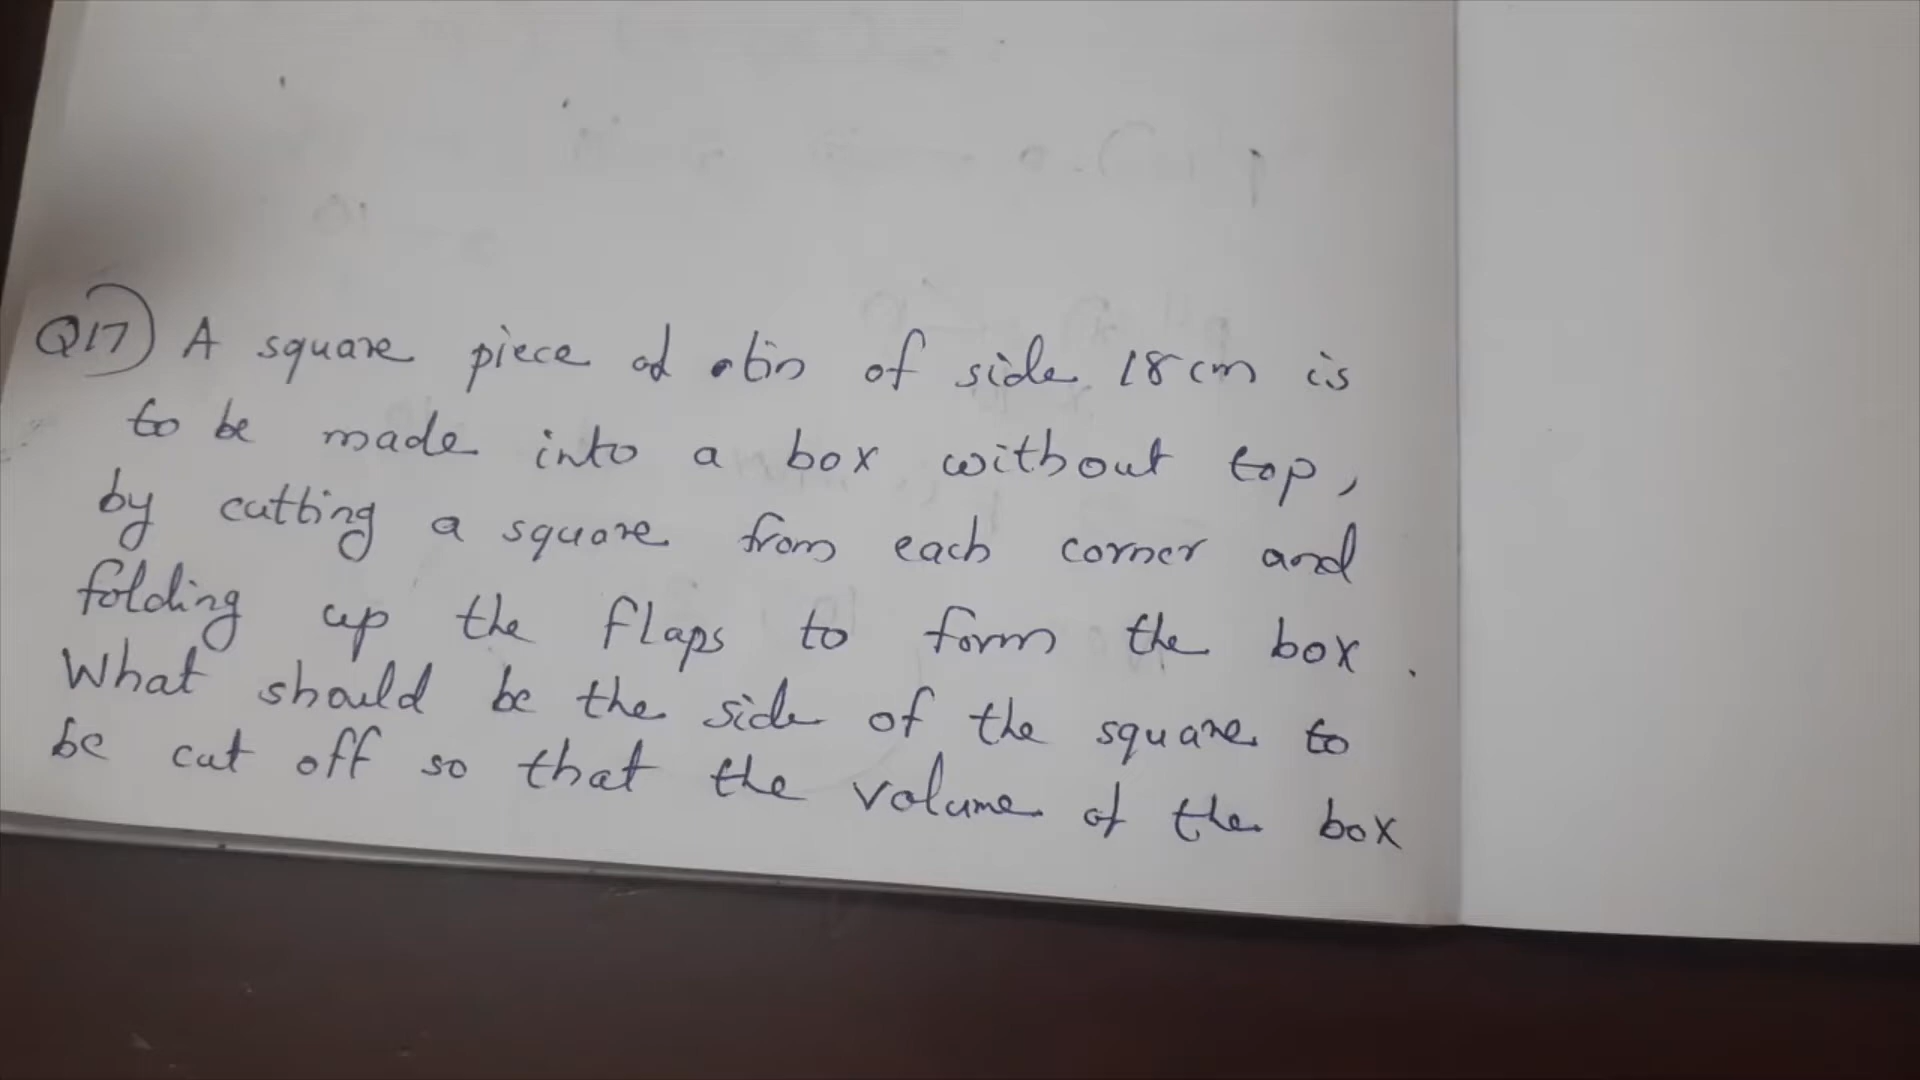 Q17) A square piece of tin of side 18 cm is
to be made into a box without top,
by cutting a square from each corner and
folding up the flaps to form the box.
What should be the side of the square to
be cut off so that the volume of the box